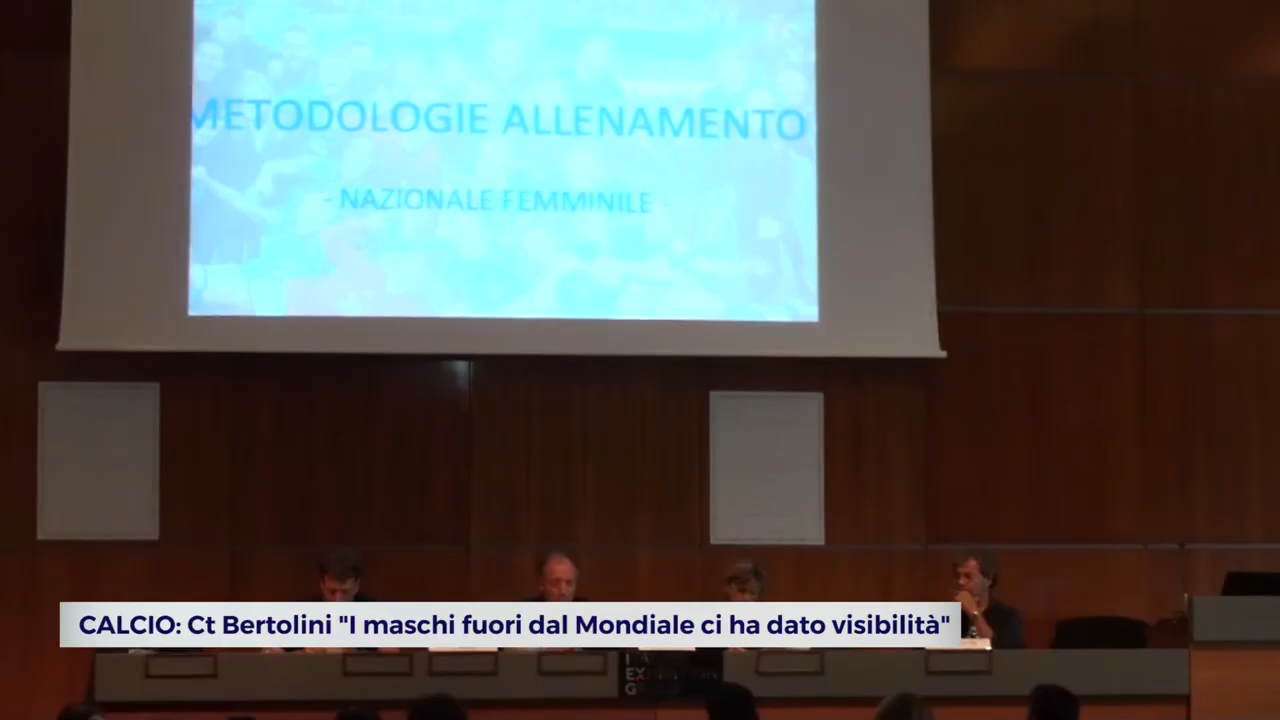 METODOLOGIE ALLENAMENTO
- NAZIONALE FEMMINILE -
CALCIO: Ct Bertolini "I maschi fuori dal Mondiale ci ha dato visibilità"